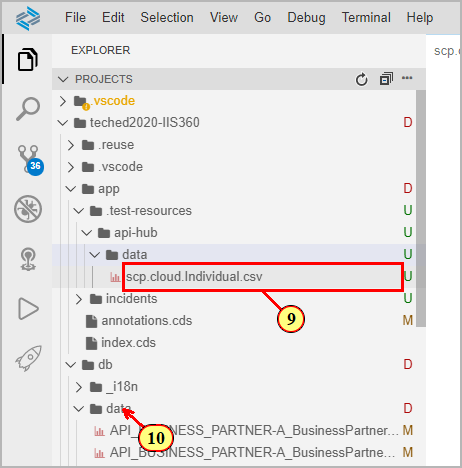 File Edit Go Debug Terminal Help
EXPLORER
scp.c
PROJECTS
.vscode
teched2020-IIS360 D
.reuse
.vscode
36
app D
.test-resources U
api-hub U
data U
scp.cloud.Individual.csv U
incidents U
9
annotations.cds M
index.cds
db D
_i18n
data D
10
API_BUSINESS_PARTNER-A_BusinessPartner... M
API_BUSINESS_PARTNER-A_BusinessPartner... M